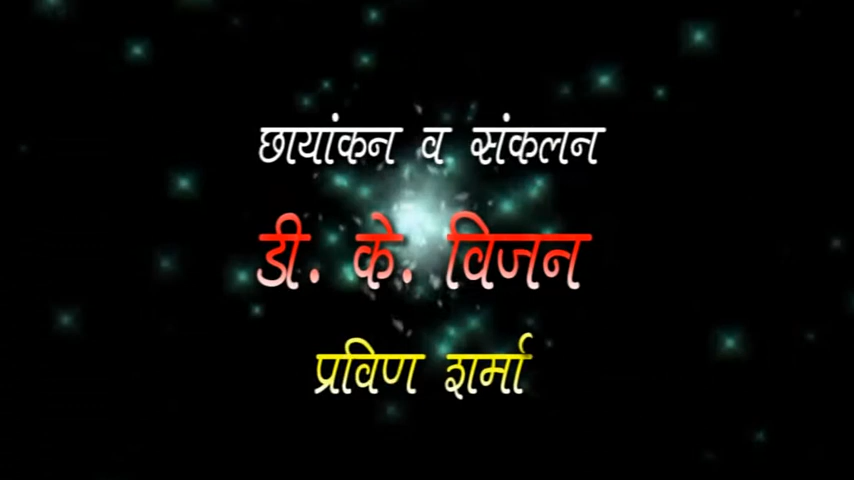 छायांकन व संकलन
डी. के. विजन
प्रविण शर्मा